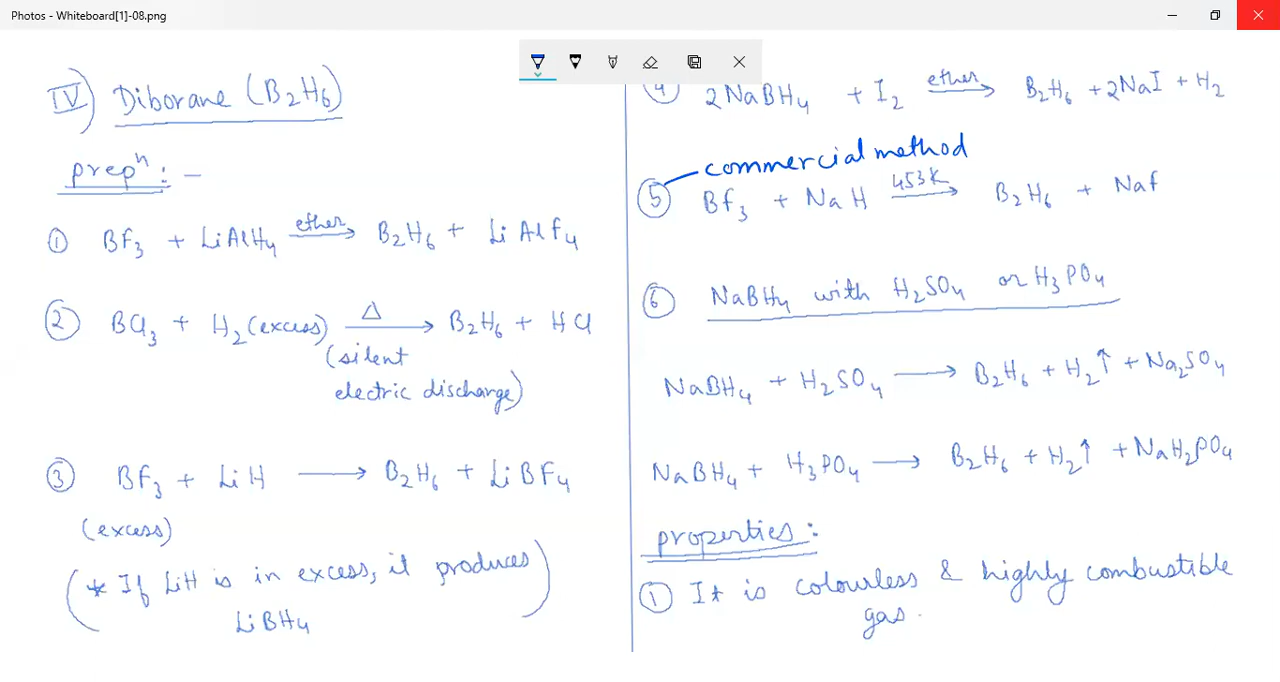 Photos - Whiteboard[1]-08.png
IV) Diborane (B2H6)
prepⁿ : -
① BF3 + LiAlH4 ether→ B2H6 + LiAlF4
② BCl3 + H2(excess) Δ→ B2H6 + HCl
(silent
electric discharge)
③ BF3 + LiH → B2H6 + LiBF4
(excess)
(* If LiH is in excess, it produces
LiBH4)
④ 2NaBH4 + I2 ether→ B2H6 + 2NaI + H2
commercial method
⑤ BF3 + NaH 453K→ B2H6 + NaF
⑥ NaBH4 with H2SO4 or H3PO4
NaBH4 + H2SO4 → B2H6 + H2↑ + Na2SO4
NaBH4 + H3PO4 → B2H6 + H2↑ + NaH2PO4
properties :
① It is colourless & highly combustible
gas.